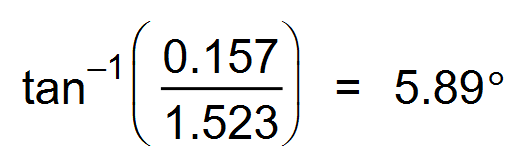 tan⁻¹(0.157/1.523) = 5.89°